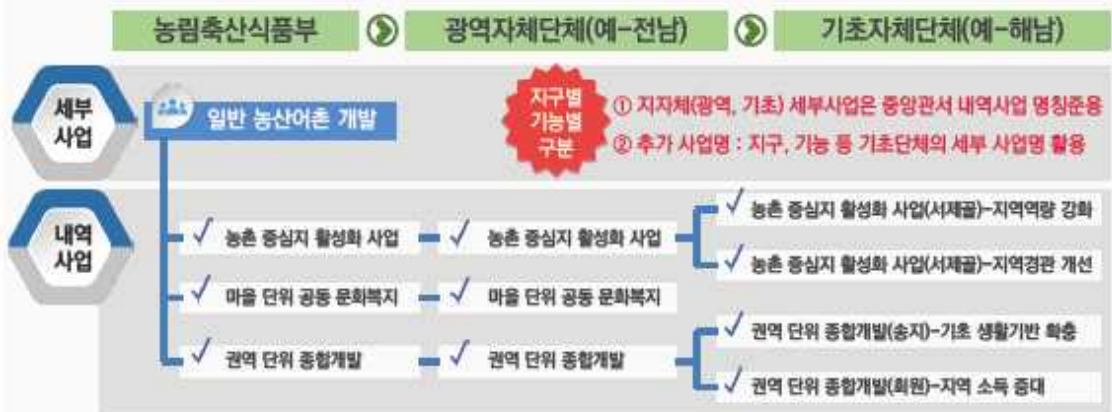 농림축산식품부
광역자체단체(예-전남)
기초자체단체(예-해남)
세부
사업
일반 농산어촌 개발
지구별
기능별
구분
① 지자체(광역, 기초) 세부사업은 중앙관서 내역사업 명칭준용
② 추가 사업명 : 지구, 기능 등 기초단체의 세부 사업명 활용
내역
사업
농촌 중심지 활성화 사업
농촌 중심지 활성화 사업
농촌 중심지 활성화 사업(서제골)-지역역량 강화
농촌 중심지 활성화 사업(서제골)-지역경관 개선
마을 단위 공동 문화복지
마을 단위 공동 문화복지
권역 단위 종합개발
권역 단위 종합개발
권역 단위 종합개발(송지)-기초 생활기반 확충
권역 단위 종합개발(회원)-지역 소득 증대